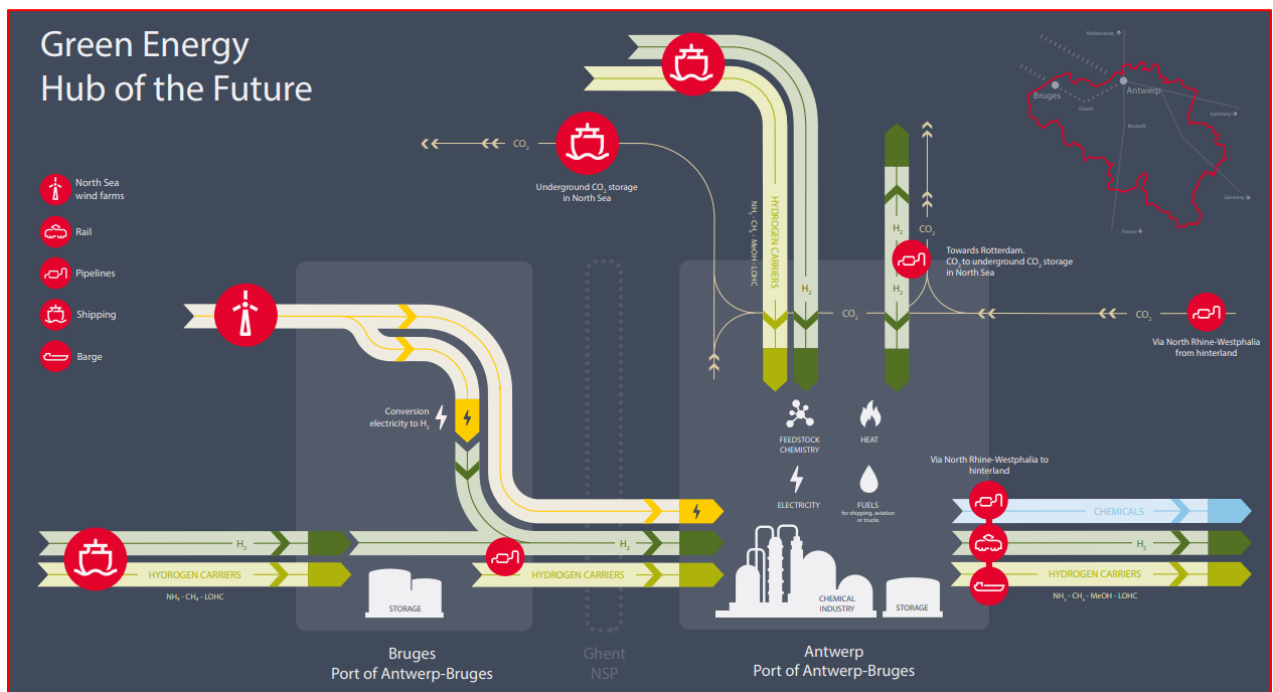 Green Energy
Hub of the Future
North Sea
wind farms
Rail
Pipelines
Shipping
Barge
CO₂
Underground CO₂ storage
in North Sea
HYDROGEN CARRIERS
NH₃ - CH₄ - MeOH - LOHC
H₂
H₂
H₂
CO₂
CO₂
Towards Rotterdam.
CO₂ to underground CO₂ storage
in North Sea
CO₂
Via North Rhine-Westphalia
from hinterland
Netherlands
Bruges
Antwerp
Ghent
Brussels
Germany
Germany
France
Conversion
electricity to H₂
FEEDSTOCK
CHEMISTRY
HEAT
ELECTRICITY
FUELS
for shipping, aviation
or trucks
Via North Rhine-Westphalia to
hinterland
CHEMICALS
H₂
H₂
H₂
HYDROGEN CARRIERS
HYDROGEN CARRIERS
HYDROGEN CARRIERS
NH₃ - CH₄ - LOHC
NH₃ - CH₄ - MeOH - LOHC
STORAGE
CHEMICAL
INDUSTRY
STORAGE
Bruges
Port of Antwerp-Bruges
Ghent
NSP
Antwerp
Port of Antwerp-Bruges